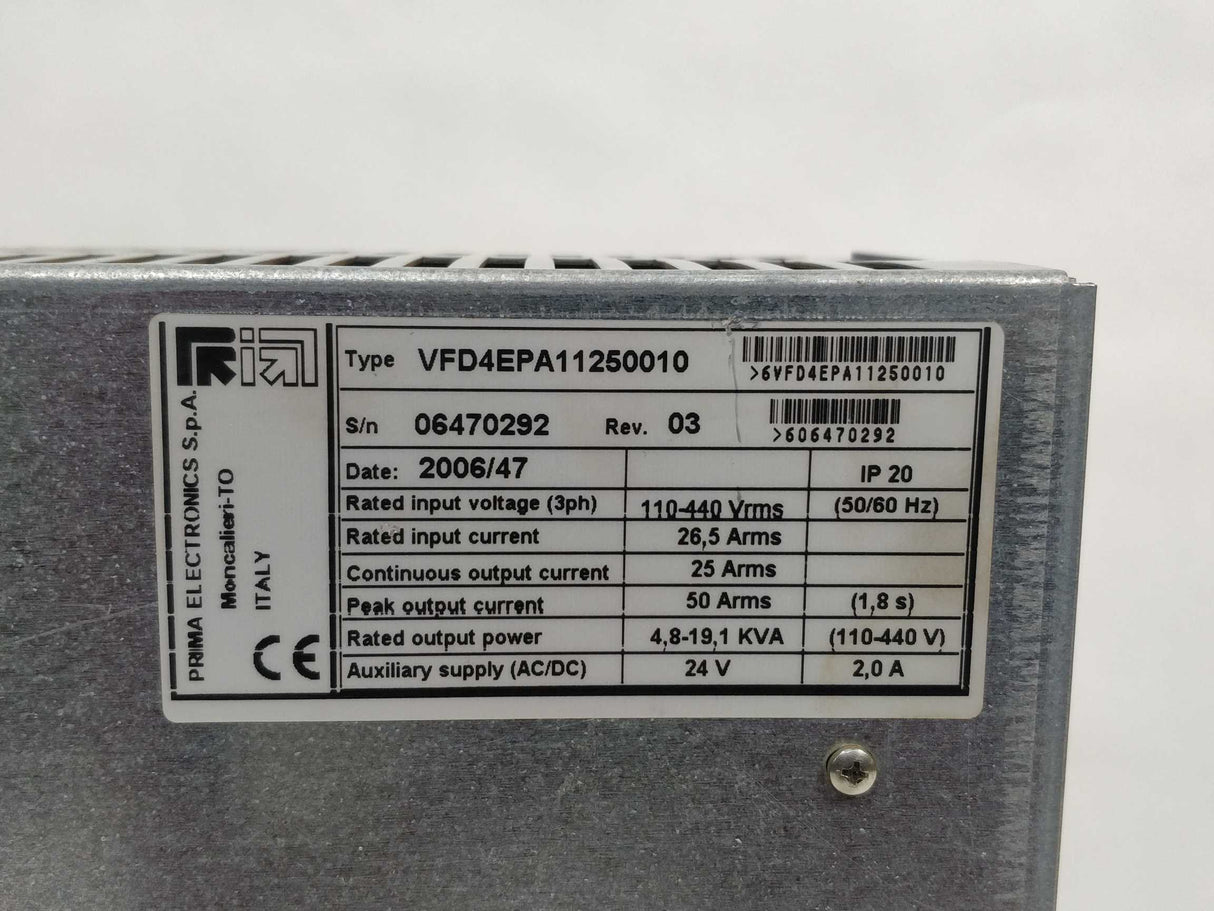 PRIMA ELECTRONICS S.p.A.
Moncalieri-TO
ITALY
CE
Type VFD4EPA11250010
>6VFD4EPA11250010
S/n 06470292 Rev. 03
>606470292
Date: 2006/47 IP 20
Rated input voltage (3ph) 110-440 Vrms (50/60 Hz)
Rated input current 26,5 Arms
Continuous output current 25 Arms
Peak output current 50 Arms (1,8 s)
Rated output power 4,8-19,1 KVA (110-440 V)
Auxiliary supply (AC/DC) 24 V 2,0 A